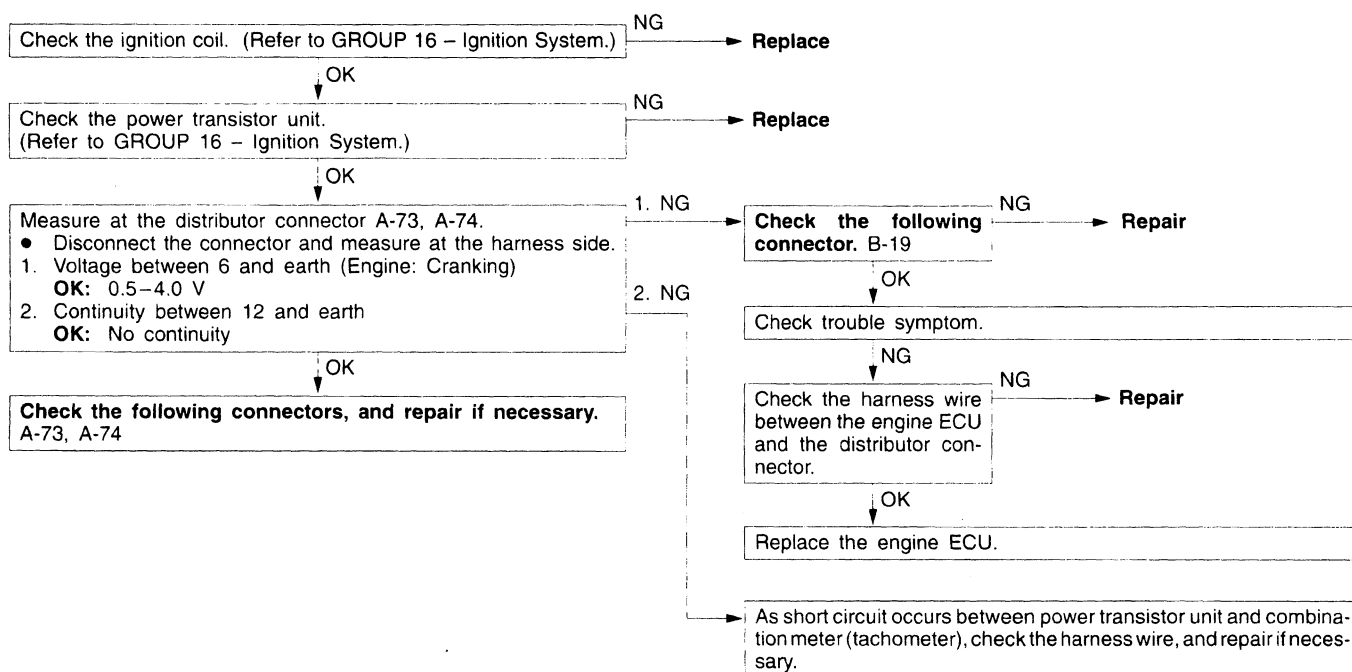 Check the ignition coil. (Refer to GROUP 16 – Ignition System.)
NG
Replace
OK
Check the power transistor unit.
(Refer to GROUP 16 – Ignition System.)
NG
Replace
OK
Measure at the distributor connector A-73, A-74.
● Disconnect the connector and measure at the harness side.
1. Voltage between 6 and earth (Engine: Cranking)
OK: 0.5–4.0 V
2. Continuity between 12 and earth
OK: No continuity
1. NG
2. NG
OK
Check the following connectors, and repair if necessary.
A-73, A-74
Check the following
connector. B-19
NG
Repair
OK
Check trouble symptom.
NG
Check the harness wire
between the engine ECU
and the distributor con-
nector.
NG
Repair
OK
Replace the engine ECU.
As short circuit occurs between power transistor unit and combina-
tion meter (tachometer), check the harness wire, and repair if neces-
sary.